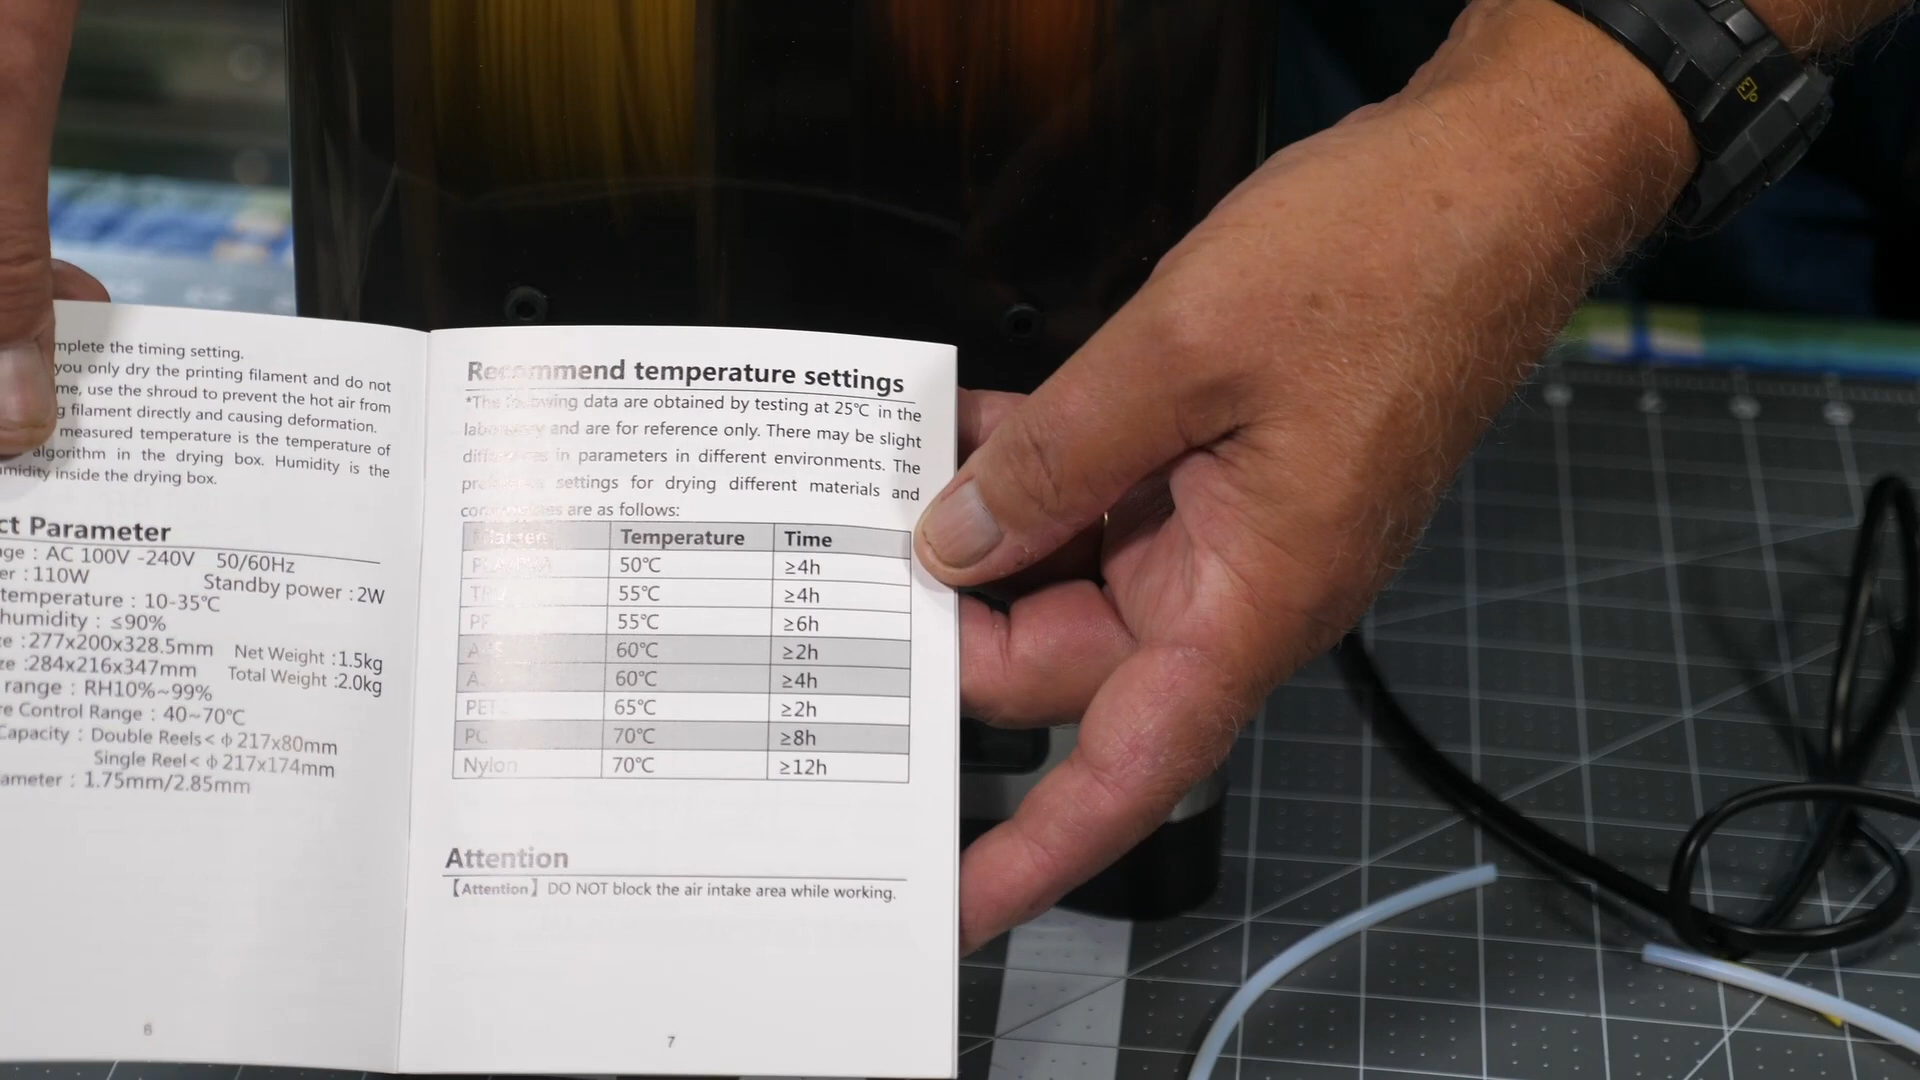 mplete the timing setting.
you only dry the printing filament and do not
me, use the shroud to prevent the hot air from
g filament directly and causing deformation.
measured temperature is the temperature of
algorithm in the drying box. Humidity is the
midity inside the drying box.
ct Parameter
ge : AC 100V -240V 50/60Hz
er : 110W Standby power : 2W
temperature : 10-35℃
humidity : ≤90%
e :277x200x328.5mm Net Weight :1.5kg
ze :284x216x347mm Total Weight :2.0kg
range : RH10%~99%
e Control Range : 40~70℃
Capacity : Double Reels< ϕ 217x80mm
Single Reel< ϕ 217x174mm
ameter : 1.75mm/2.85mm
6
Recommend temperature settings
*The following data are obtained by testing at 25℃ in the
laboratory and are for reference only. There may be slight
differences in parameters in different environments. The
settings for drying different materials and
are as follows:
Filament Temperature Time
50℃ ≥4h
55℃ ≥4h
55℃ ≥6h
60℃ ≥2h
60℃ ≥4h
65℃ ≥2h
PC 70℃ ≥8h
Nylon 70℃ ≥12h
Attention
【Attention】DO NOT block the air intake area while working.
7